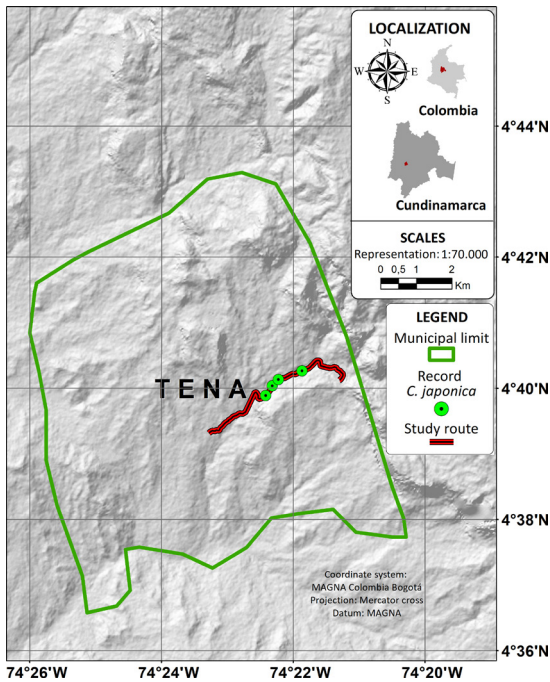 LOCALIZATION
N
W E
S
Colombia
Cundinamarca
SCALES
Representation: 1:70.000
0 0,5 1 2
Km
LEGEND
Municipal limit
Record
C. japonica
Study route
TENA
Coordinate system:
MAGNA Colombia Bogotá
Projection: Mercator cross
Datum: MAGNA
4°44'N
4°42'N
4°40'N
4°38'N
4°36'N
74°26'W
74°24'W
74°22'W
74°20'W